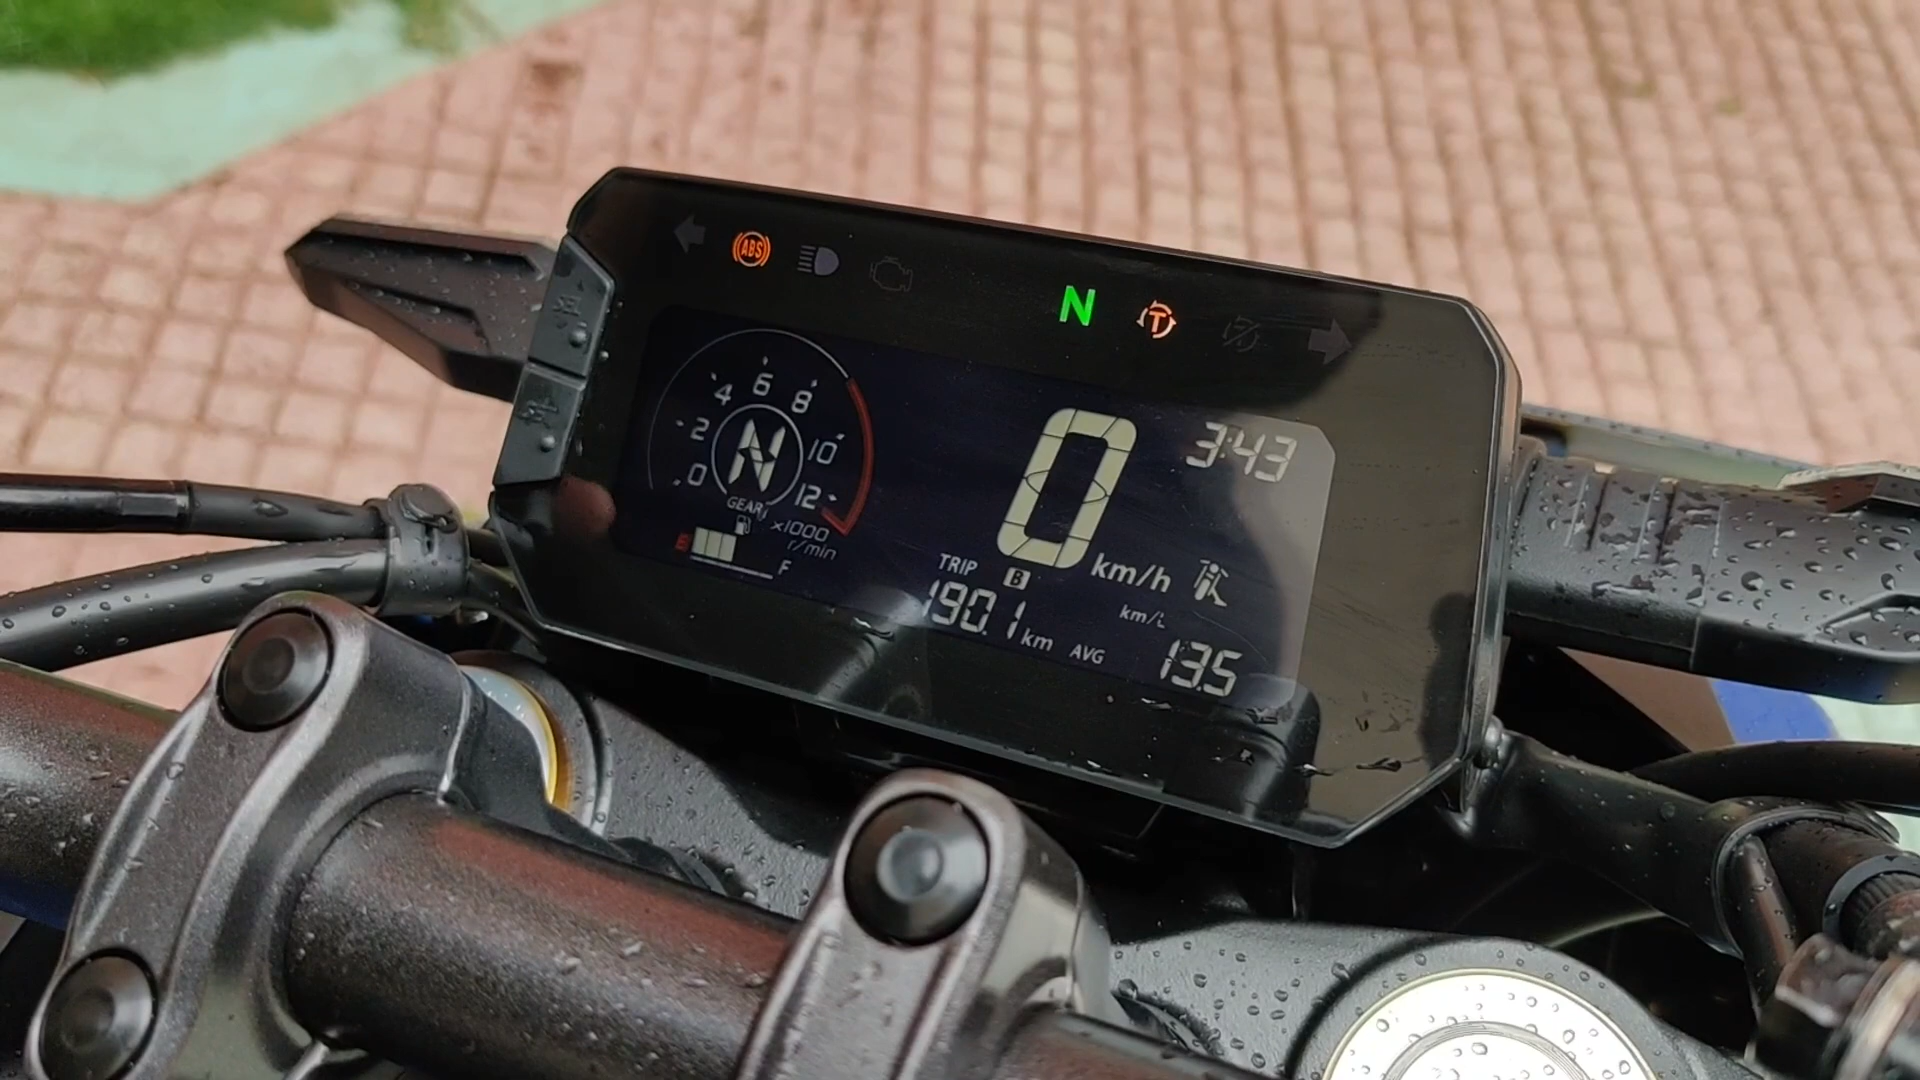 SEL
ABS
N
T
0 2 4 6 8 10 12
N
GEAR
x1000
r/min
E
F
3:43
0
km/h
TRIP B
190.1 km
km/L
AVG 13.5